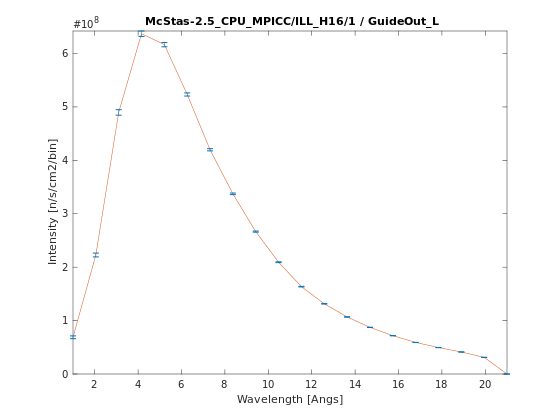 McStas-2.5_CPU_MPICC/ILL_H16/1 / GuideOut_L
#10^8
6
5
4
3
2
1
0
Intensity [n/s/cm2/bin]
2 4 6 8 10 12 14 16 18 20
Wavelength [Angs]